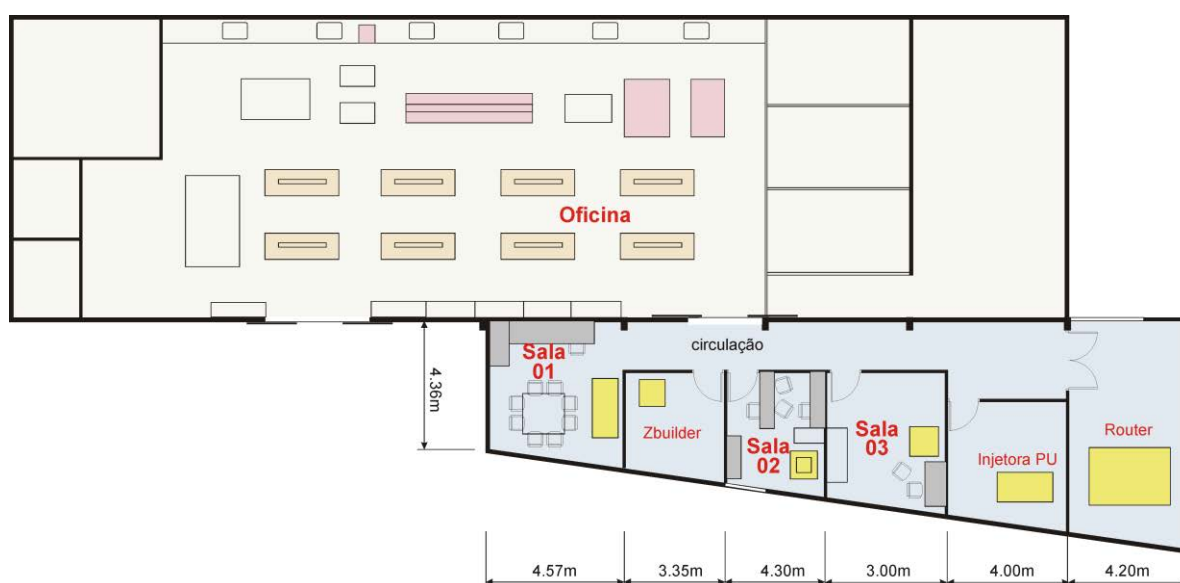 Oficina
circulação
Sala
01
4.36m
Zbuilder
Sala
02
Sala
03
Injetora PU
Router
4.57m
3.35m
4.30m
3.00m
4.00m
4.20m